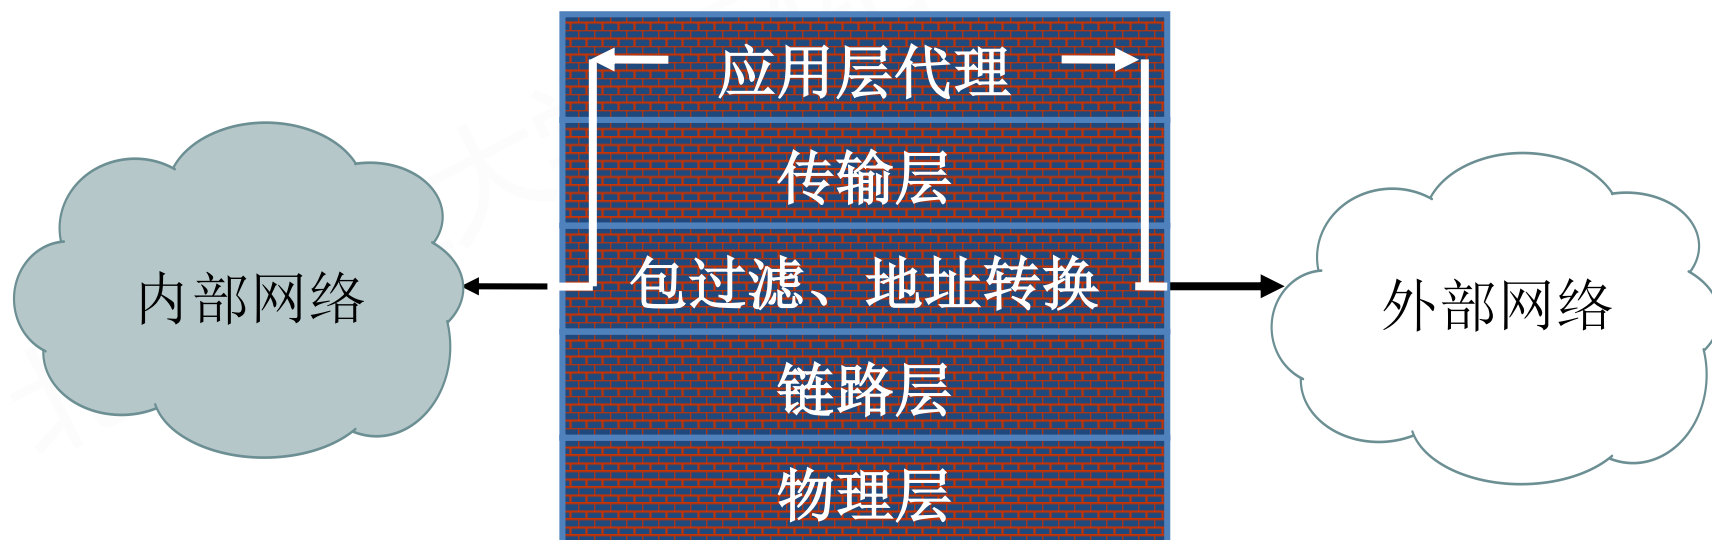 应用层代理
传输层
内部网络
包过滤、地址转换
外部网络
链路层
物理层